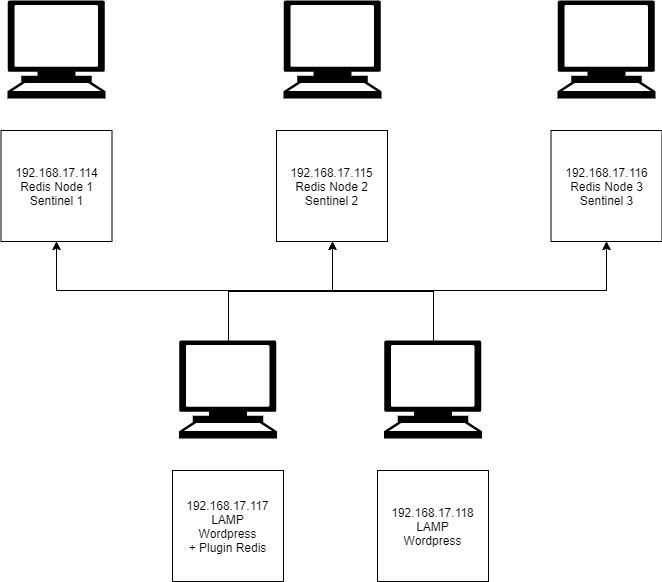 192.168.17.114
Redis Node 1
Sentinel 1
192.168.17.115
Redis Node 2
Sentinel 2
192.168.17.116
Redis Node 3
Sentinel 3
192.168.17.117
LAMP
Wordpress
+ Plugin Redis
192.168.17.118
LAMP
Wordpress